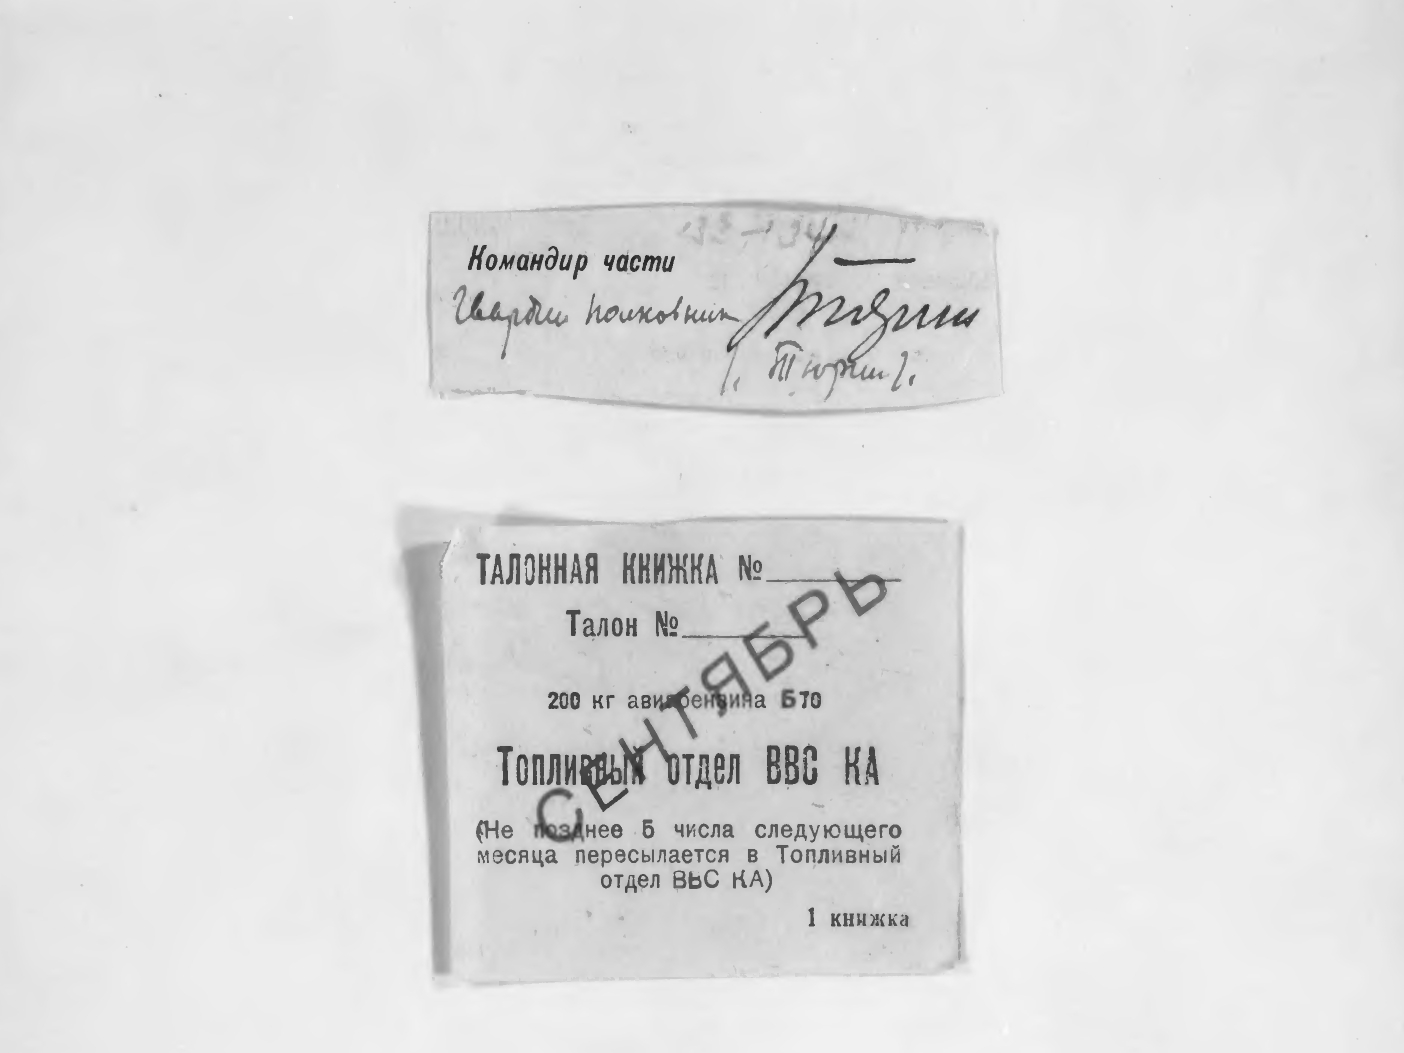 Командир части
Гвардии полковник
/. Тюрин /.
ТАЛОННАЯ КНИЖКА №
Талон №
200 кг авиабензина Б 70
Топливный отдел ВВС КА
(Не позднее 5 числа следующего
месяца пересылается в Топливный
отдел ВВС КА)
1 книжка
СЕНТЯБРЬ